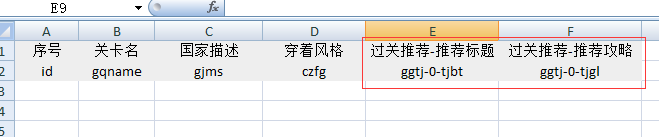 E9 fx
A B C D E F
1 序号 关卡名 国家描述 穿着风格 过关推荐-推荐标题 过关推荐-推荐攻略
2 id gqname gjms czfg ggtj-0-tjbt ggtj-0-tjgl
3
4
5